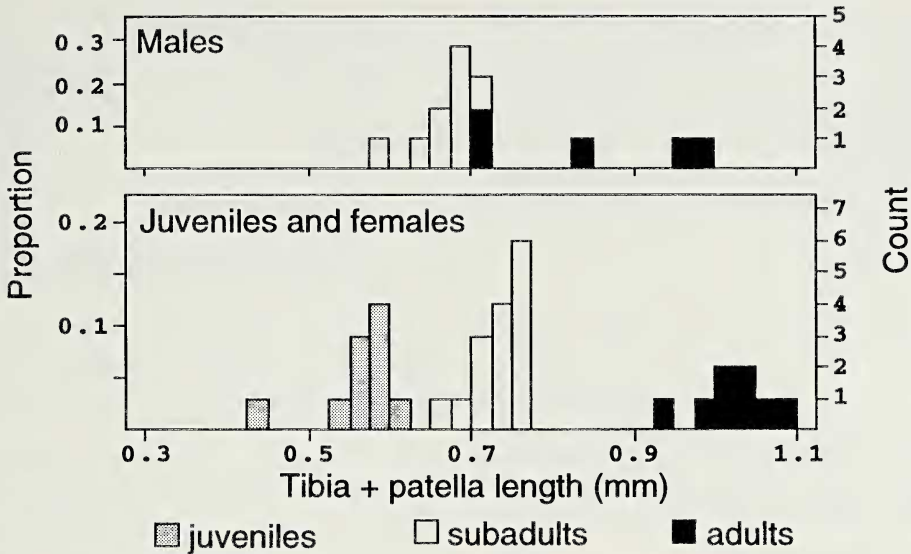 Males
0.3
0.2
0.1
5
4
3
2
1
Proportion
Count
Juveniles and females
0.2
0.1
7
6
5
4
3
2
1
0.3 0.5 0.7 0.9 1.1
Tibia + patella length (mm)
juveniles subadults adults